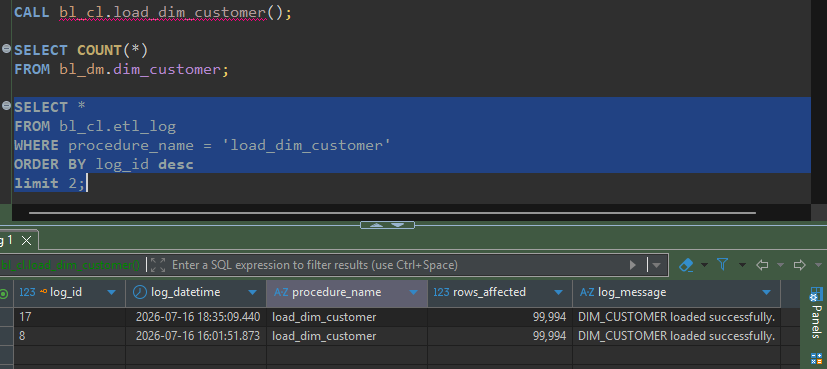 CALL bl_cl.load_dim_customer();
SELECT COUNT(*)
FROM bl_dm.dim_customer;
SELECT *
FROM bl_cl.etl_log
WHERE procedure_name = 'load_dim_customer'
ORDER BY log_id desc
limit 2;
g 1
bl_cl.load_dim_customer() Enter a SQL expression to filter results (use Ctrl+Space)
123 log_id log_datetime A-Z procedure_name 123 rows_affected A-Z log_message
17 2026-07-16 18:35:09.440 load_dim_customer 99,994 DIM_CUSTOMER loaded successfully.
8 2026-07-16 16:01:51.873 load_dim_customer 99,994 DIM_CUSTOMER loaded successfully.
Panels